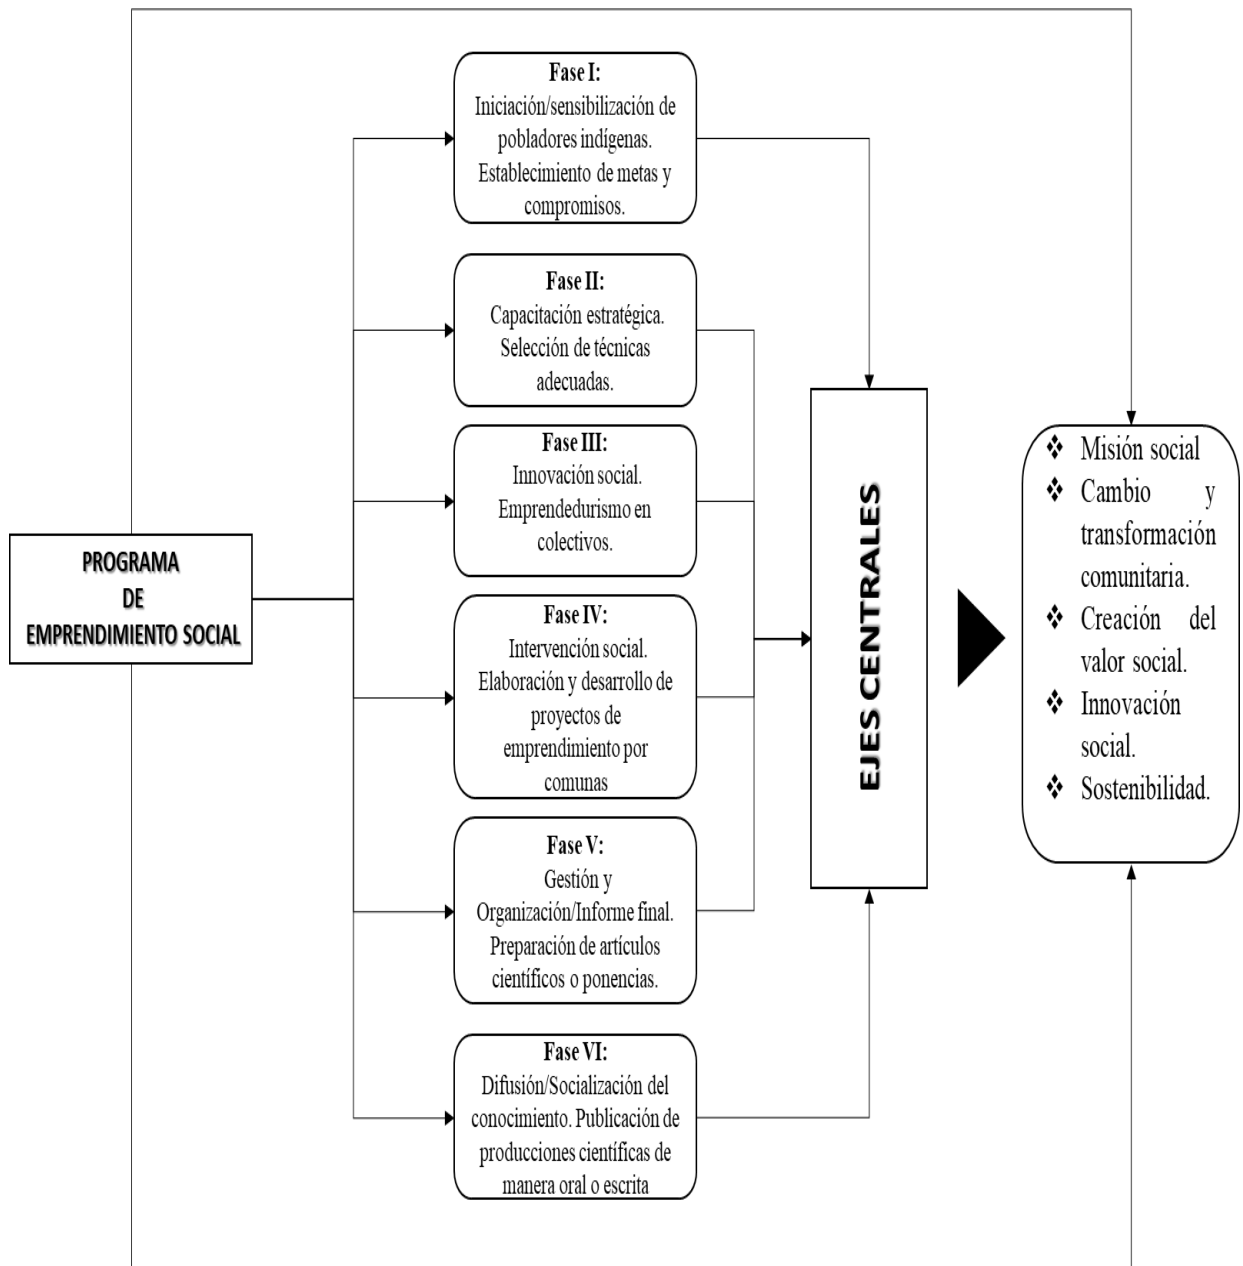 Fase I:
Iniciación/sensibilización de
pobladores indígenas.
Establecimiento de metas y
compromisos.
Fase II:
Capacitación estratégica.
Selección de técnicas
adecuadas.
Fase III:
Innovación social.
Emprendedurismo en
colectivos.
PROGRAMA
DE
EMPRENDIMIENTO SOCIAL
Fase IV:
Intervención social.
Elaboración y desarrollo de
proyectos de
emprendimiento por
comunas
Fase V:
Gestión y
Organización/Informe final.
Preparación de artículos
científicos o ponencias.
Fase VI:
Difusión/Socialización del
conocimiento. Publicación de
producciones científicas de
manera oral o escrita
EJES CENTRALES
❖ Misión social
❖ Cambio y
transformación
comunitaria.
❖ Creación del
valor social.
❖ Innovación
social.
❖ Sostenibilidad.